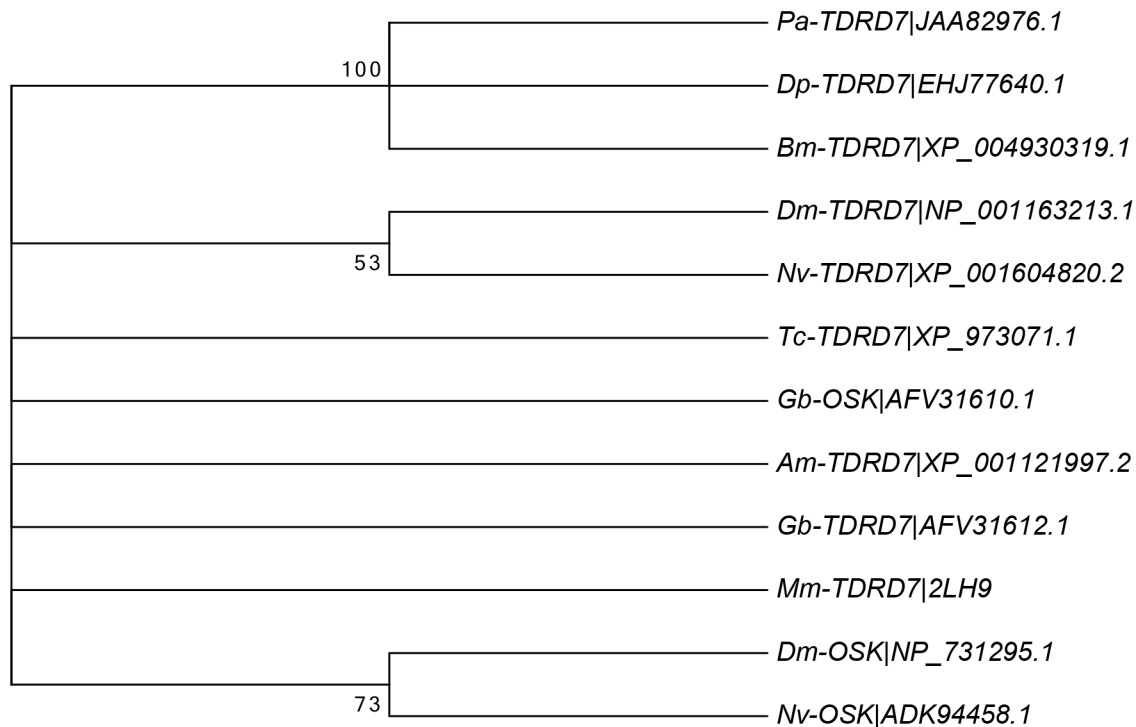 Pa-TDRD7|JAA82976.1
100
Dp-TDRD7|EHJ77640.1
Bm-TDRD7|XP_004930319.1
Dm-TDRD7|NP_001163213.1
53
Nv-TDRD7|XP_001604820.2
Tc-TDRD7|XP_973071.1
Gb-OSK|AFV31610.1
Am-TDRD7|XP_001121997.2
Gb-TDRD7|AFV31612.1
Mm-TDRD7|2LH9
Dm-OSK|NP_731295.1
73
Nv-OSK|ADK94458.1